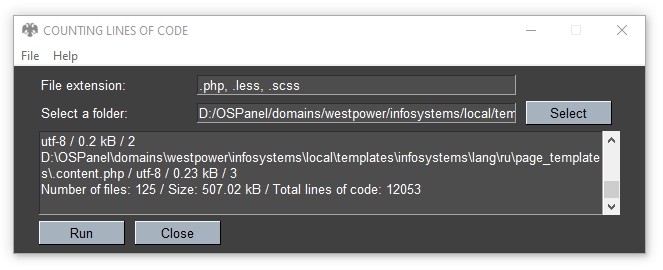 COUNTING LINES OF CODE
File Help
File extension: .php, .less, .scss
Select a folder: D:/OSPanel/domains/westpower/infosystems/local/tem Select
utf-8 / 0.2 kB / 2
D:\OSPanel\domains\westpower\infosystems\local\templates\infosystems\lang\ru\page_template
s\.content.php / utf-8 / 0.23 kB / 3
Number of files: 125 / Size: 507.02 kB / Total lines of code: 12053
Run Close